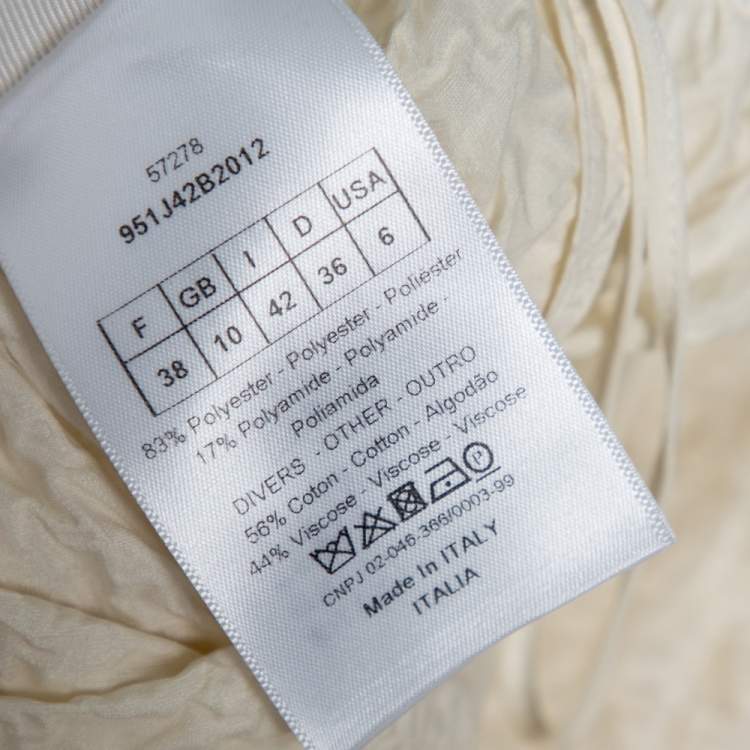 57278
951J42B2012
F GB I D USA
38 10 42 36 6
83% Polyester - Polyester - Poliéster
17% Polyamide - Polyamide -
Poliamida
DIVERS - OTHER - OUTRO
56% Coton - Cotton - Algodão
44% Viscose - Viscose - Viscose
P
CNPJ 02-046.366/0003-99
Made In ITALY
ITALIA